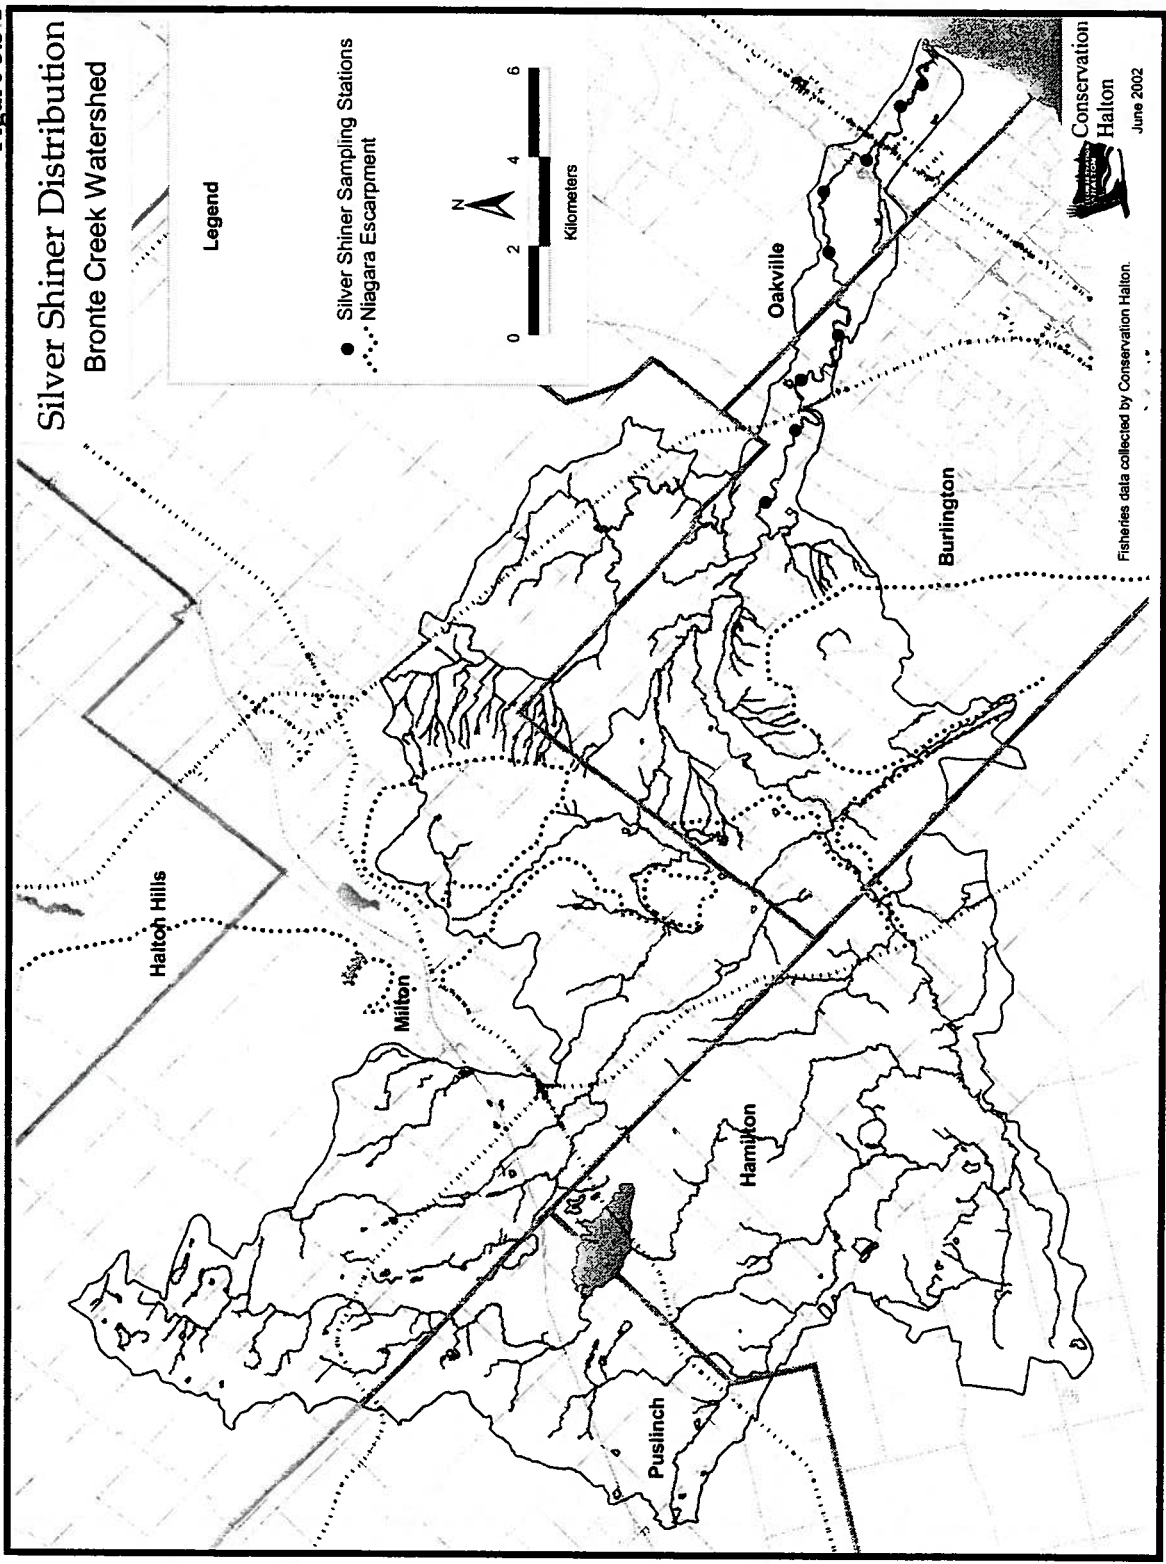 Silver Shiner Distribution
Bronte Creek Watershed
Legend
Silver Shiner Sampling Stations
Niagara Escarpment
N
0 2 4 6
Kilometers
Halton Hills
Milton
Oakville
Burlington
Hamilton
Puslinch
Conservation
Halton
June 2002
Fisheries data collected by Conservation Halton.